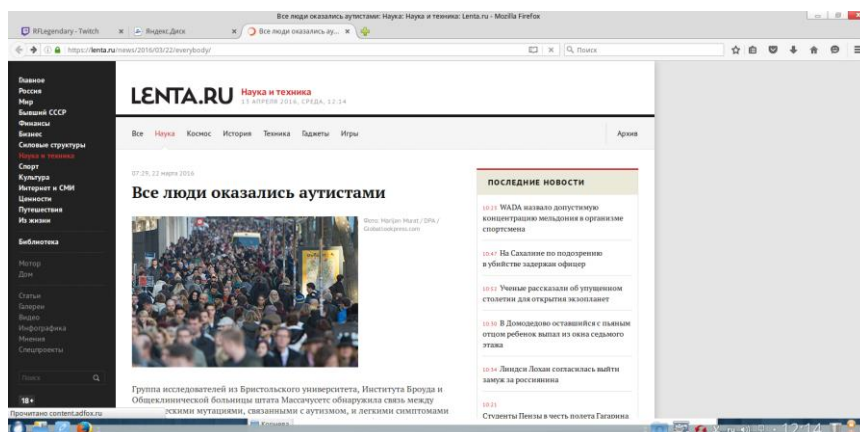 Все люди оказались аутистами: Наука: Наука и техника: Lenta.ru - Mozilla Firefox
RFLegendary - Twitch
Яндекс.Диск
Все люди оказались ау...
https://lenta.ru/news/2016/03/22/everybody/
Поиск
Главное
Россия
Мир
Бывший СССР
Финансы
Бизнес
Силовые структуры
Наука и техника
Спорт
Культура
Интернет и СМИ
Ценности
Путешествия
Из жизни
Библиотека
Мотор
Дом
Статьи
Галереи
Видео
Инфографика
Мнения
Спецпроекты
Поиск
18+
Прочитано content.adfox.ru
LENTA.RU
Наука и техника
13 АПРЕЛЯ 2016, СРЕДА, 12:14
Все Наука Космос История Техника Гаджеты Игры
Архив
07:29, 22 марта 2016
Все люди оказались аутистами
Фото: Marijan Murat / DPA /
Globallookpress.com
Группа исследователей из Бристольского университета, Института Броуда и
Общеклинической больницы штата Массачусетс обнаружила связь между
ескими мутациями, связанными с аутизмом, и легкими симптомами
ПОСЛЕДНИЕ НОВОСТИ
WADA назвало допустимую
концентрацию мельдония в организме
спортсмена
10:47 На Сахалине по подозрению
в убийстве задержан офицер
Ученые рассказали об упущенном
столетии для открытия экзопланет
10:30 В Домодедово оставшийся с пьяным
отцом ребенок выпал из окна седьмого
этажа
Линдси Лохан согласилась выйти
замуж за россиянина
10:21
Студенты Пензы в честь полета Гагарина
Корзина
12:14